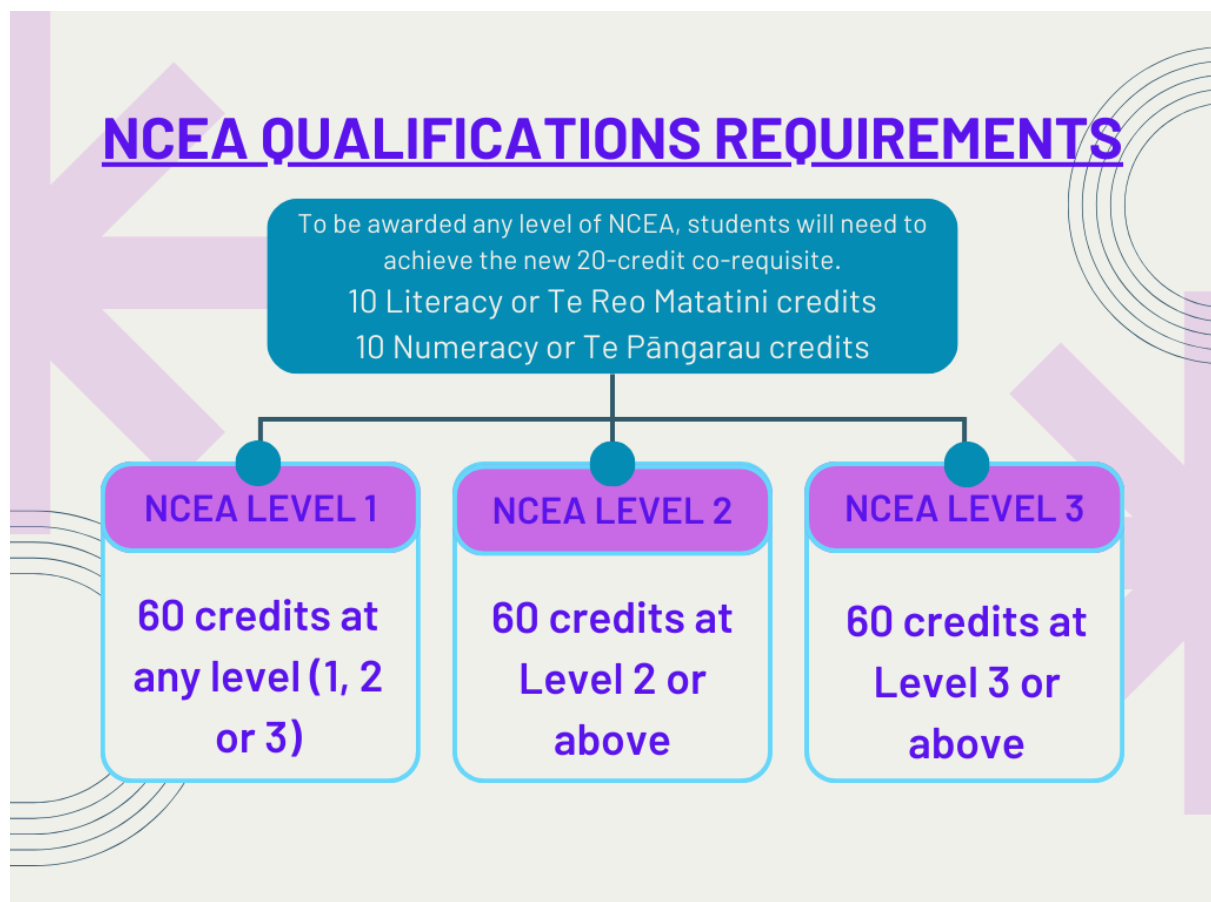 NCEA QUALIFICATIONS REQUIREMENTS
To be awarded any level of NCEA, students will need to
achieve the new 20-credit co-requisite.
10 Literacy or Te Reo Matatini credits
10 Numeracy or Te Pāngarau credits
NCEA LEVEL 1
60 credits at
any level (1, 2
or 3)
NCEA LEVEL 2
60 credits at
Level 2 or
above
NCEA LEVEL 3
60 credits at
Level 3 or
above